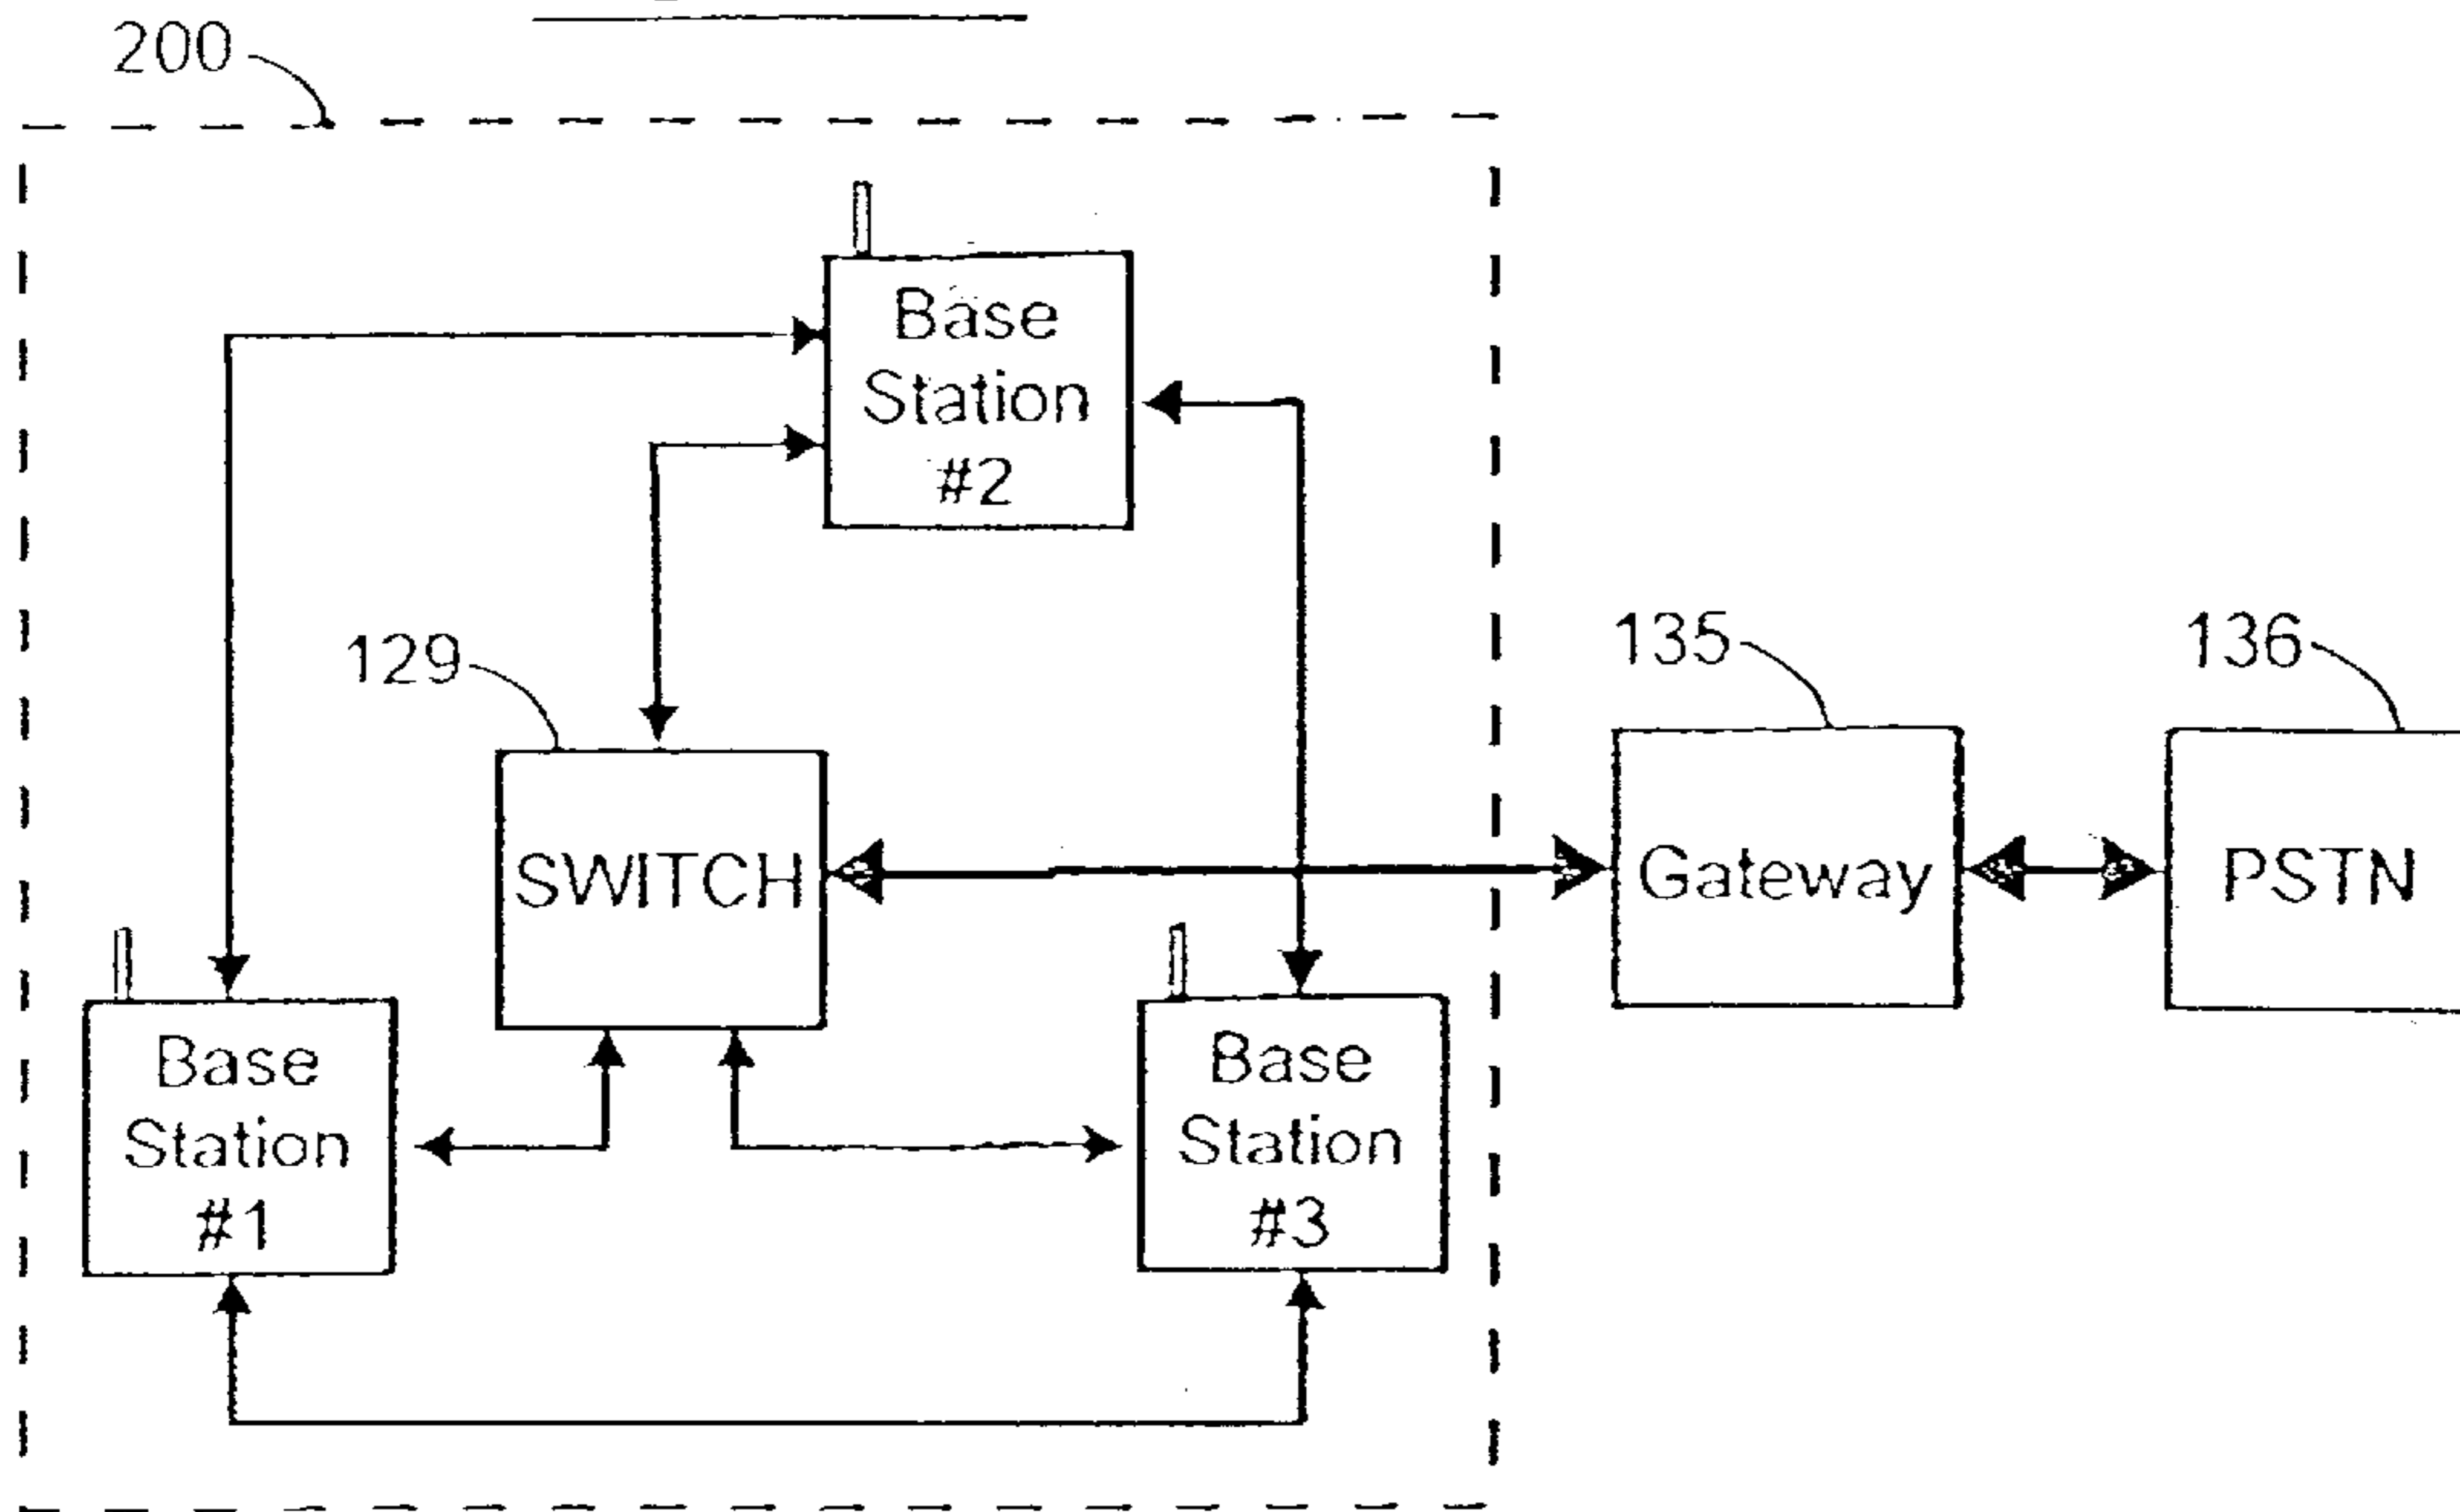 200
Base
Station
#2
129
135
136
SWITCH
Gateway
PSTN
Base
Station
#1
Base
Station
#3